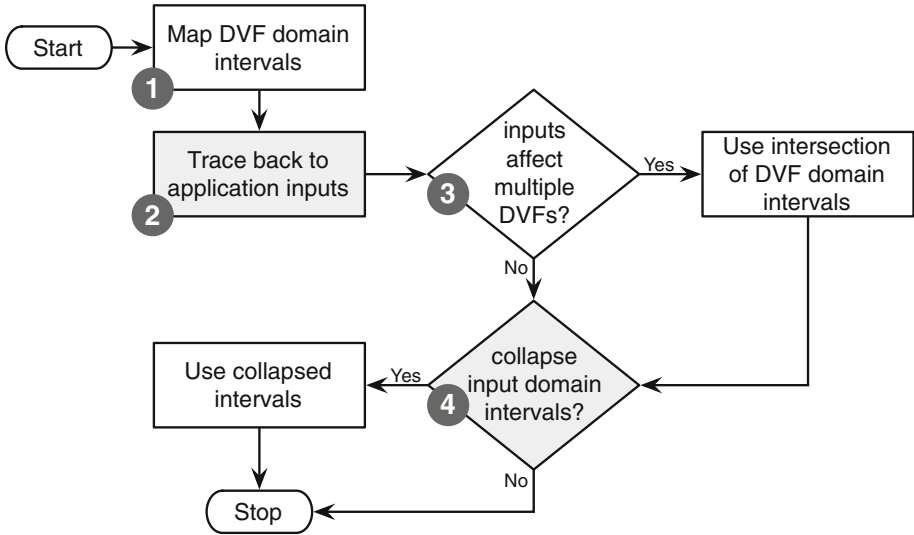 Start
Map DVF domain
intervals
1
Trace back to
application inputs
2
inputs
affect
multiple
DVFs?
3
Yes
Use intersection
of DVF domain
intervals
No
collapse
input domain
intervals?
4
Yes
Use collapsed
intervals
No
Stop